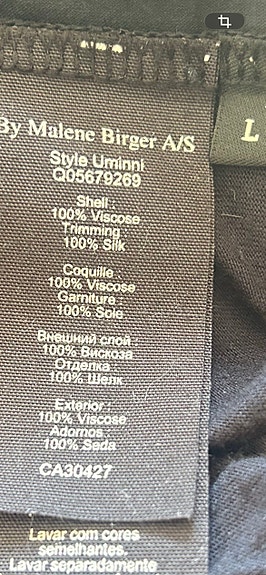 By Malene Birger A/S
L
Style Uminni
Q05679269
Shell :
100% Viscose
Trimming
100% Silk
Coquille :
100% Viscose
Garniture :
100% Soie
Внешний слой :
100% Вискоза
Отделка :
100% Шелк
Exterior :
100% Viscose
Adornos :
100% Seda
CA30427
Lavar com cores
semelhantes.
Lavar separadamente